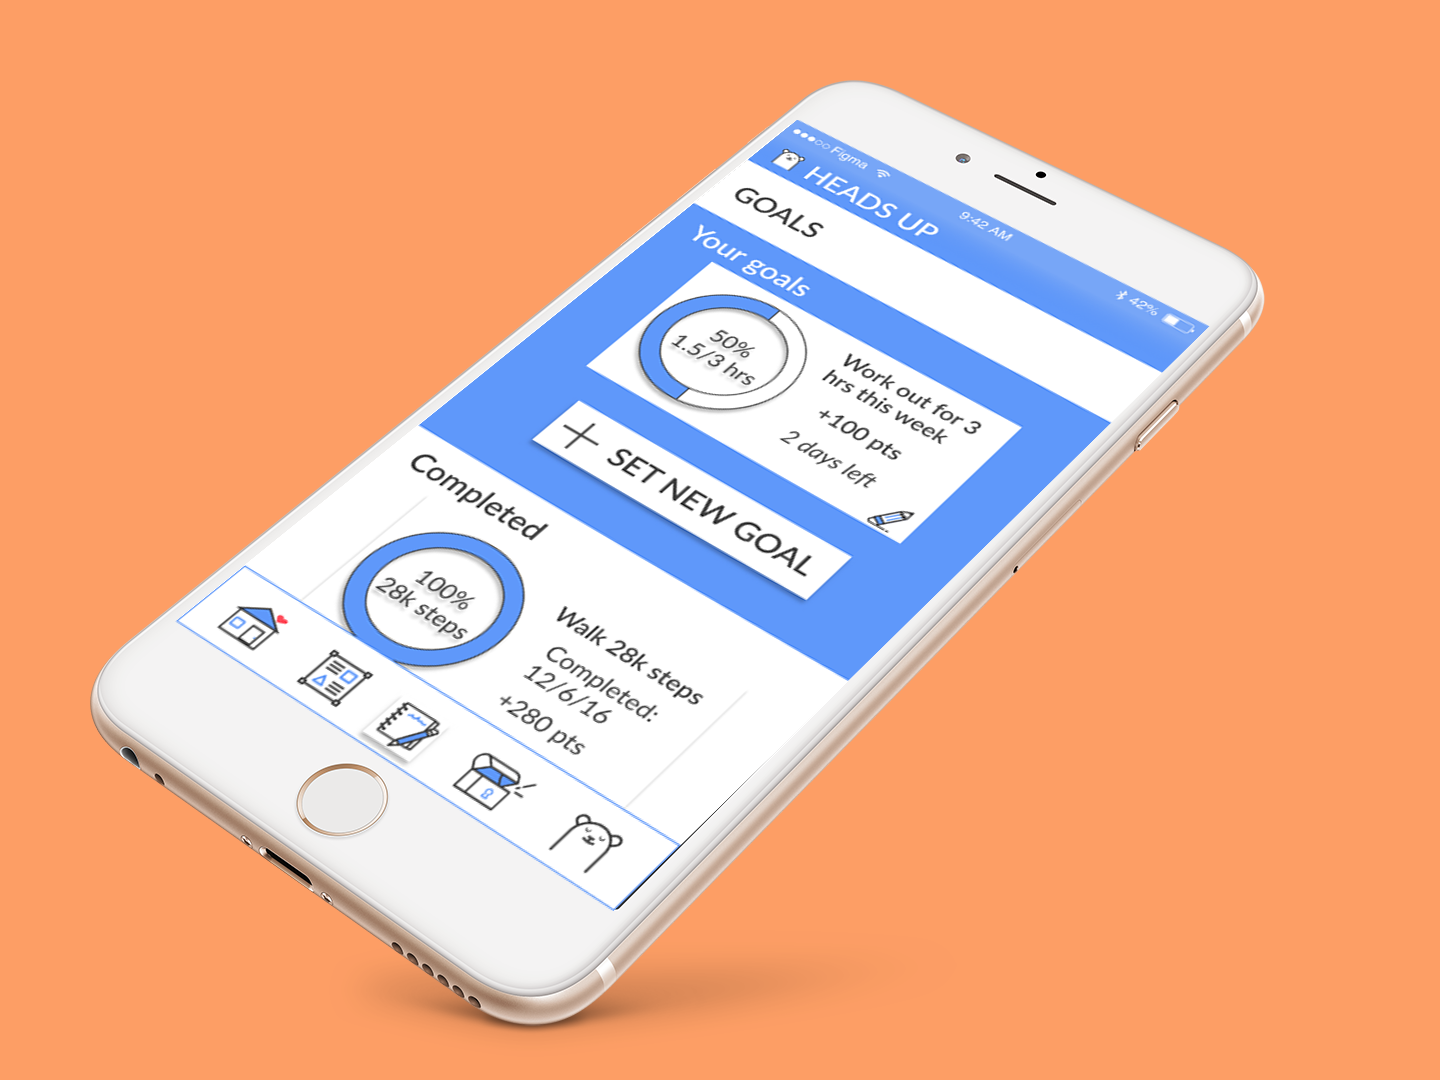 Figma
9:42 AM
42%
HEADS UP
GOALS
Your goals
50%
1.5/3 hrs
Work out for 3
hrs this week
+100 pts
2 days left
SET NEW GOAL
Completed
100%
28k steps
Walk 28k steps
Completed:
12/6/16
+280 pts